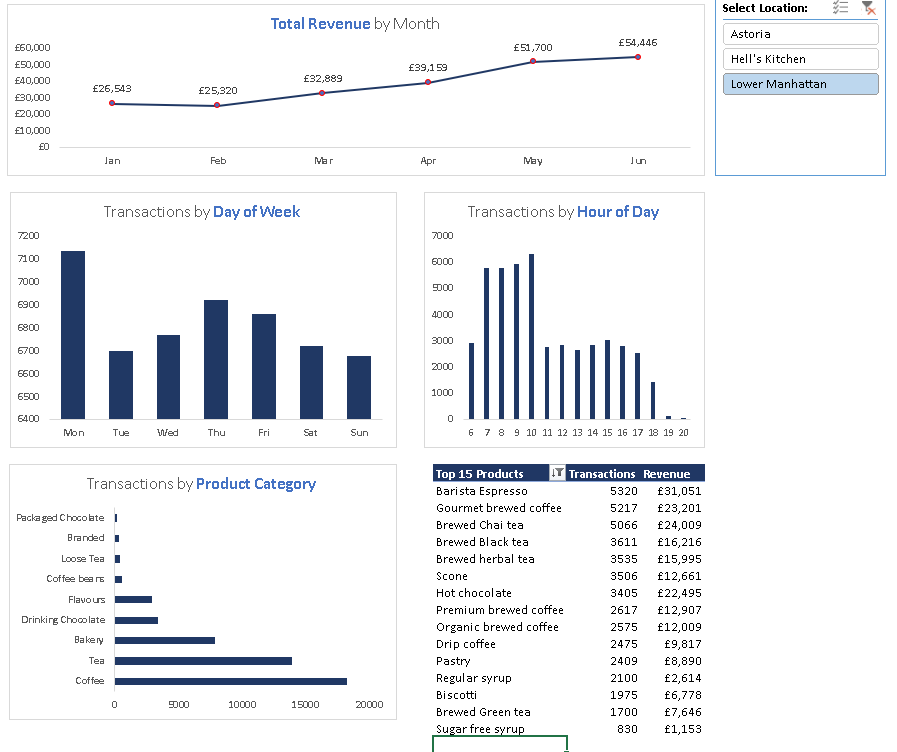 Total Revenue by Month
£60,000
£50,000
£40,000
£30,000
£20,000
£10,000
£0
£26,543
£25,320
£32,889
£39,159
£51,700
£54,446
Jan Feb Mar Apr May Jun
Select Location:
Astoria
Hell's Kitchen
Lower Manhattan
Transactions by Day of Week
7200
7100
7000
6900
6800
6700
6600
6500
6400
Mon Tue Wed Thu Fri Sat Sun
Transactions by Hour of Day
7000
6000
5000
4000
3000
2000
1000
0
6 7 8 9 10 11 12 13 14 15 16 17 18 19 20
Transactions by Product Category
Packaged Chocolate
Branded
Loose Tea
Coffee beans
Flavours
Drinking Chocolate
Bakery
Tea
Coffee
0 5000 10000 15000 20000
Top 15 Products Transactions Revenue
Barista Espresso 5320 £31,051
Gourmet brewed coffee 5217 £23,201
Brewed Chai tea 5066 £24,009
Brewed Black tea 3611 £16,216
Brewed herbal tea 3535 £15,995
Scone 3506 £12,661
Hot chocolate 3405 £22,495
Premium brewed coffee 2617 £12,907
Organic brewed coffee 2575 £12,009
Drip coffee 2475 £9,817
Pastry 2409 £8,890
Regular syrup 2100 £2,614
Biscotti 1975 £6,778
Brewed Green tea 1700 £7,646
Sugar free syrup 830 £1,153